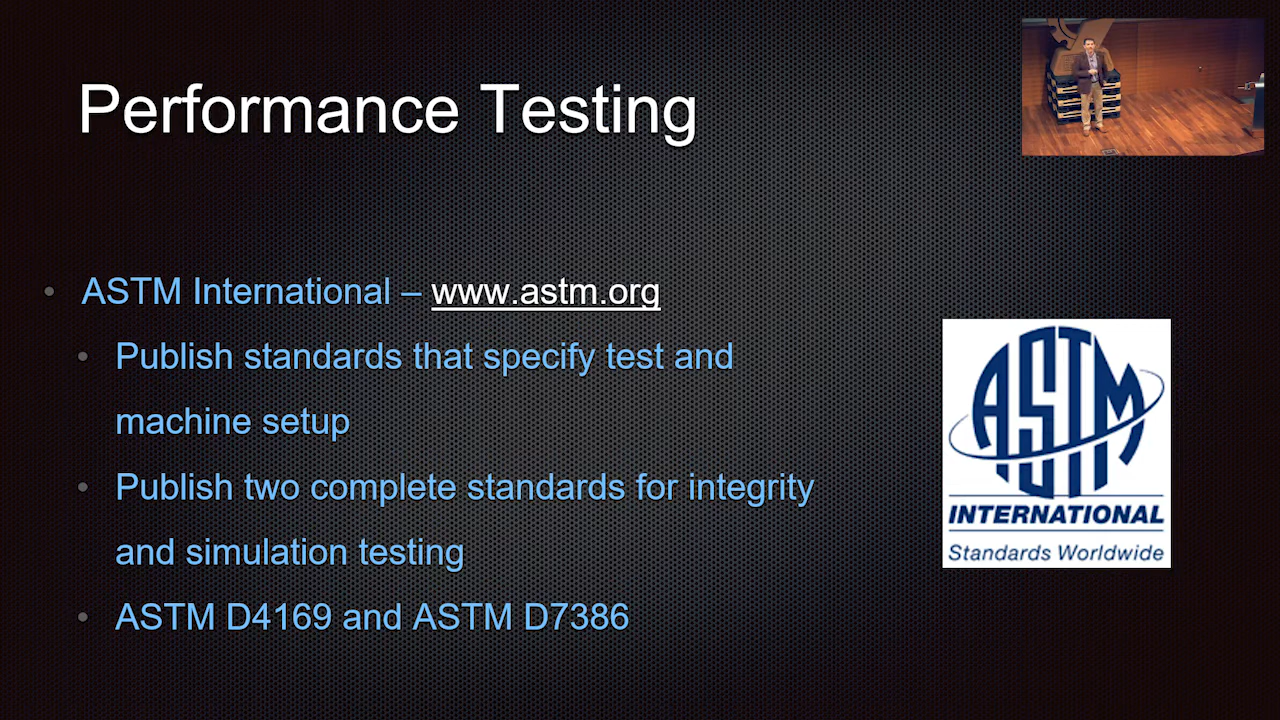 Performance Testing
ASTM International – www.astm.org
Publish standards that specify test and
machine setup
Publish two complete standards for integrity
and simulation testing
ASTM D4169 and ASTM D7386
ASTM
INTERNATIONAL
Standards Worldwide